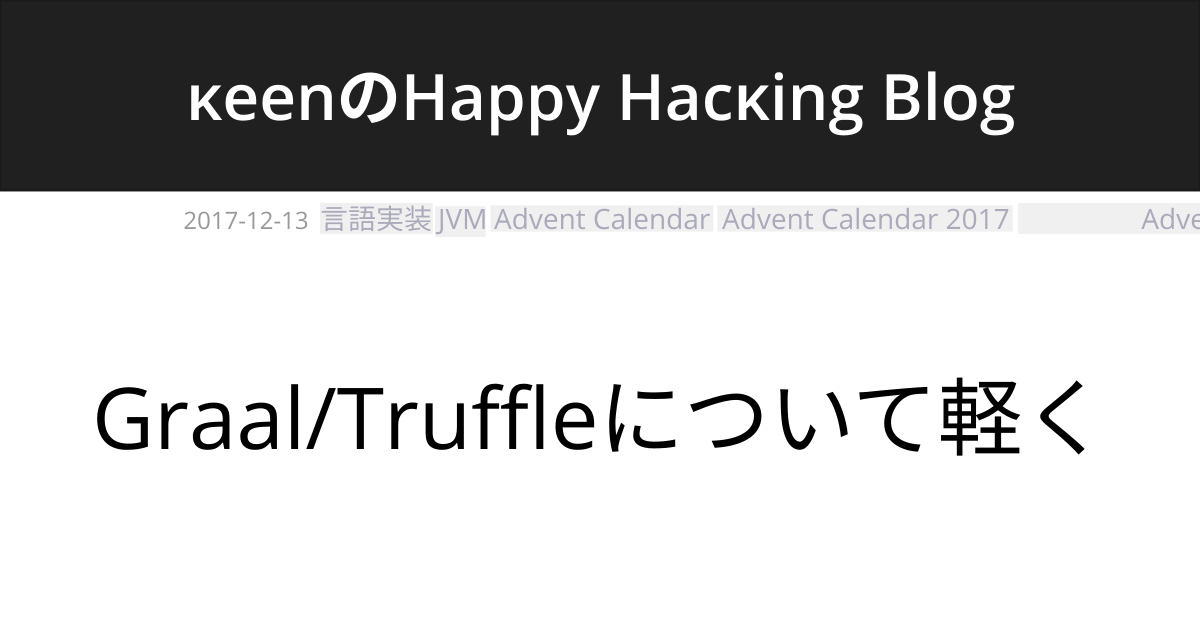 κeenのHappy Hacκing Blog
2017-12-13 言語実装 JVM Advent Calendar Advent Calendar 2017
Graal/Truffleについて軽く